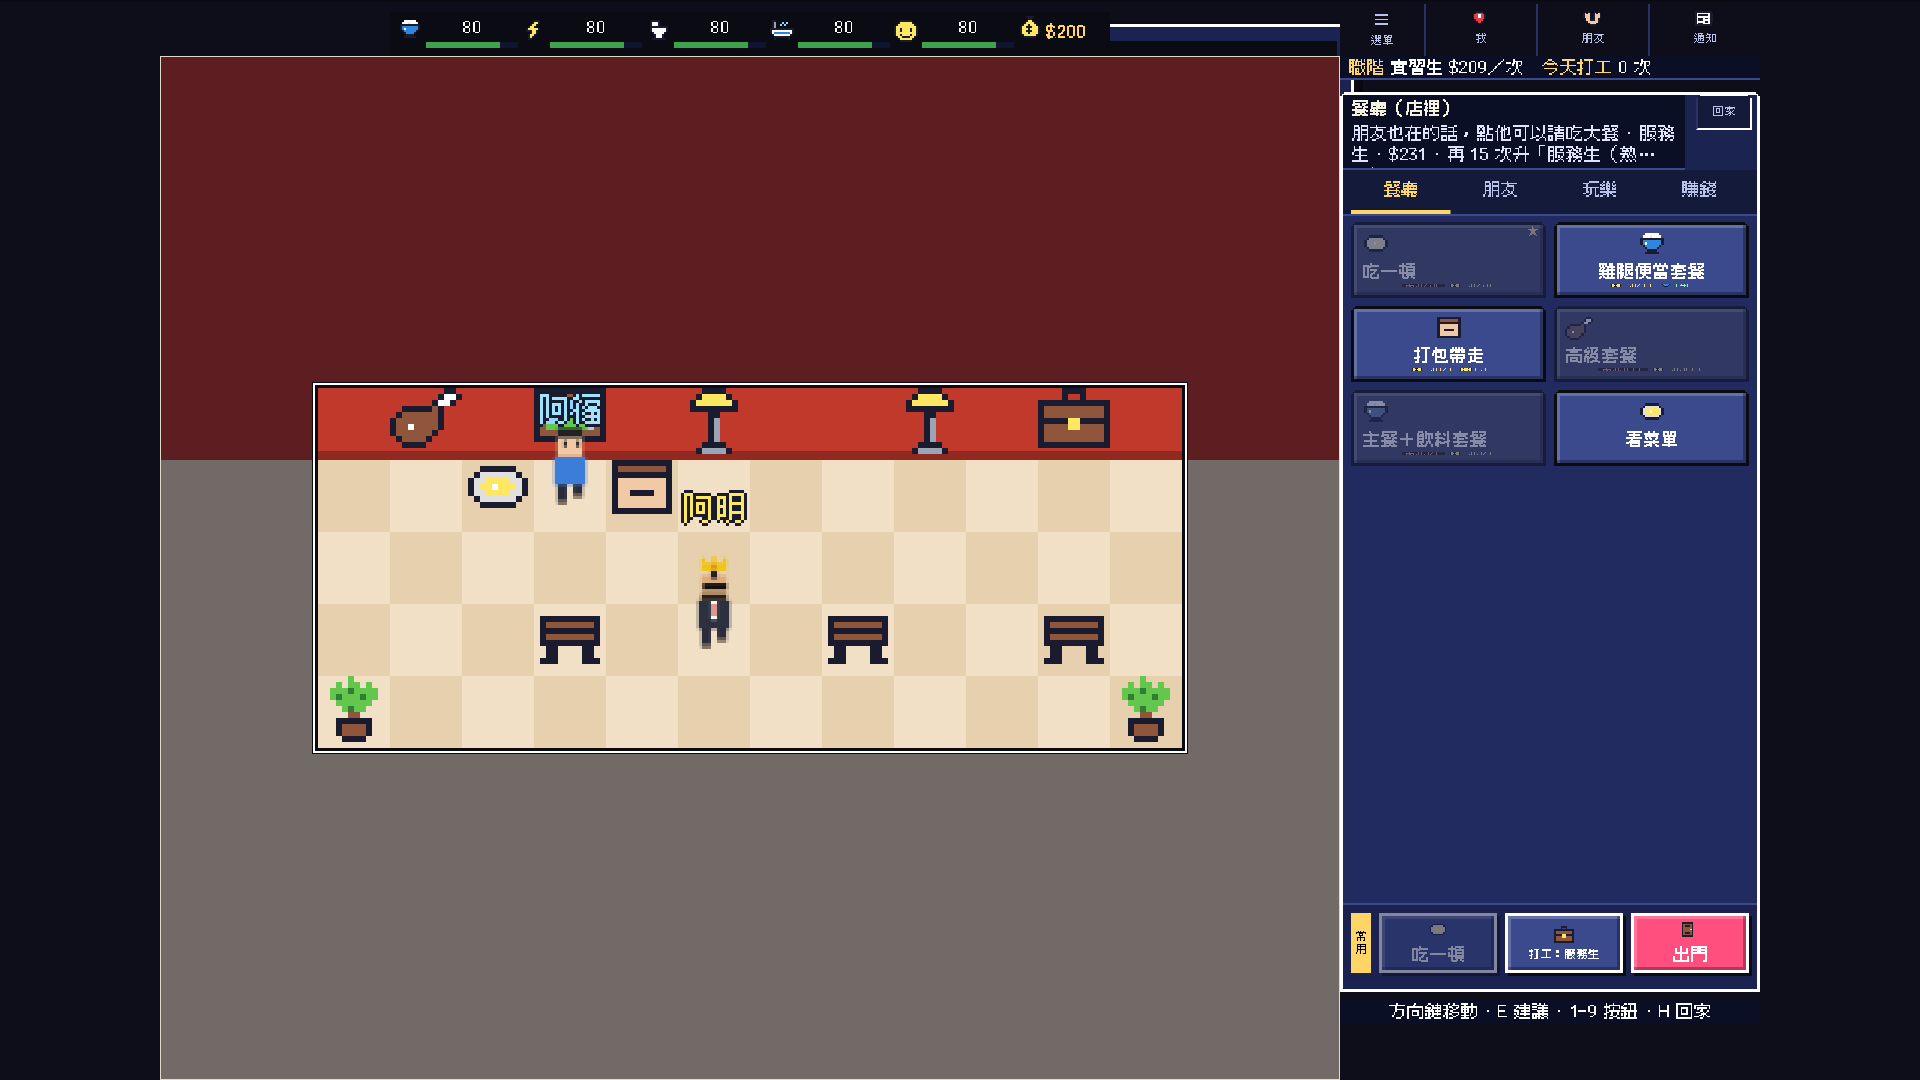 80
80
80
80
80
$200
選單
我
朋友
通知
職階 實習生 $209／次 今天打工 0 次
餐廳（店裡）
回家
朋友也在的話，點他可以請吃大餐·服務
生·$231·再 15 次升「服務生（熟…
餐廳
朋友
玩樂
賺錢
吃一頓
★
雞腿便當套餐
打包帶走
高級套餐
主餐＋飲料套餐
看菜單
阿福
阿明
常用
吃一頓
打工：服務生
出門
方向鍵移動·E 建議·1-9 按鈕·H 回家